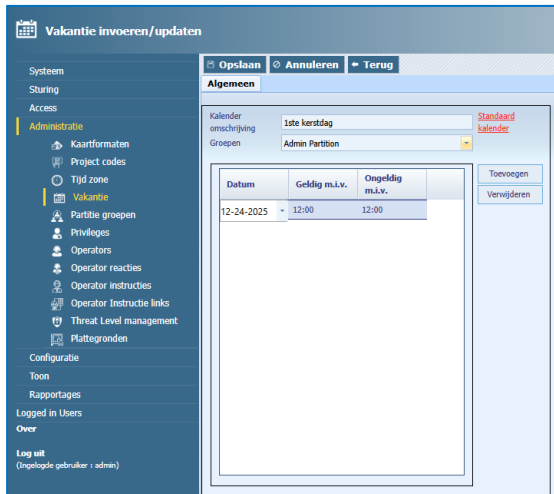 Vakantie invoeren/updaten
Systeem
Sturing
Access
Administratie
Kaartformaten
Project codes
Tijd zone
Vakantie
Partitie groepen
Privileges
Operators
Operator reacties
Operator instructies
Operator Instructie links
Threat Level management
Plattegronden
Configuratie
Toon
Rapportages
Logged in Users
Over
Log uit
(Ingelogde gebruiker : admin)
Opslaan Annuleren Terug
Algemeen
Kalender
omschrijving
1ste kerstdag
Standaard
kalender
Groepen
Admin Partition
Datum Geldig m.i.v. Ongeldig
m.i.v.
12-24-2025 12:00 12:00
Toevoegen
Verwijderen